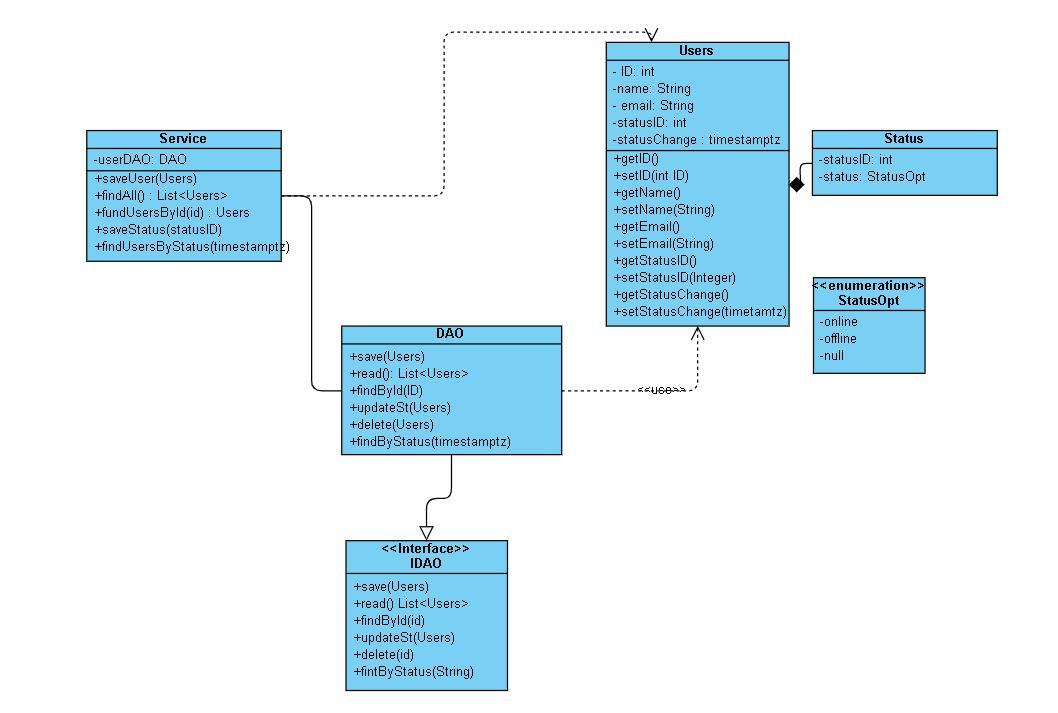 Users
- ID: int
-name: String
- email: String
-statusID: int
-statusChange : timestamptz
+getID()
+setID(int ID)
+getName()
+setName(String)
+getEmail()
+setEmail(String)
+getStatusID()
+setStatusID(Integer)
+getStatusChange()
+setStatusChange(timetamtz)
Service
-userDAO: DAO
+saveUser(Users)
+findAll() : List<Users>
+fundUsersById(id) : Users
+saveStatus(statusID)
+findUsersByStatus(timestamptz)
Status
-statusID: int
-status: StatusOpt
<<enumeration>>
StatusOpt
-online
-offline
-null
DAO
+save(Users)
+read(): List<Users>
+findById(ID)
+updateSt(Users)
+delete(Users)
+findByStatus(timestamptz)
<<use>>
<<Interface>>
IDAO
+save(Users)
+read() List<Users>
+findById(id)
+updateSt(Users)
+delete(id)
+fintByStatus(String)